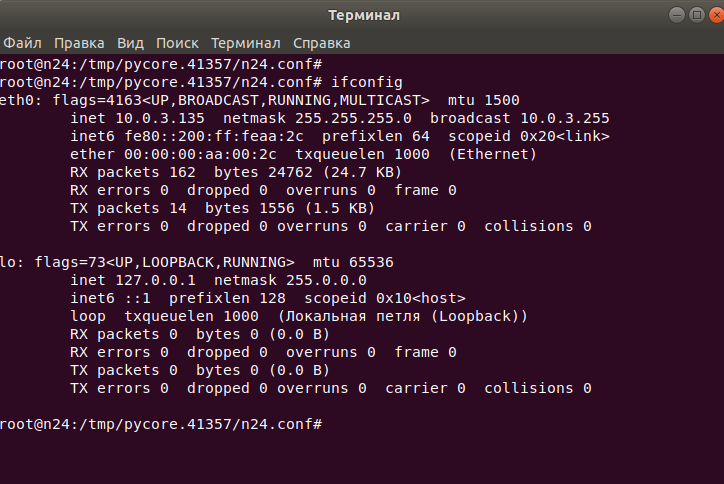 Терминал
Файл Правка Вид Поиск Терминал Справка
root@n24:/tmp/pycore.41357/n24.conf#
root@n24:/tmp/pycore.41357/n24.conf# ifconfig
eth0: flags=4163<UP,BROADCAST,RUNNING,MULTICAST>  mtu 1500
        inet 10.0.3.135  netmask 255.255.255.0  broadcast 10.0.3.255
        inet6 fe80::200:ff:feaa:2c  prefixlen 64  scopeid 0x20<link>
        ether 00:00:00:aa:00:2c  txqueuelen 1000  (Ethernet)
        RX packets 162  bytes 24762 (24.7 KB)
        RX errors 0  dropped 0  overruns 0  frame 0
        TX packets 14  bytes 1556 (1.5 KB)
        TX errors 0  dropped 0 overruns 0  carrier 0  collisions 0
lo: flags=73<UP,LOOPBACK,RUNNING>  mtu 65536
        inet 127.0.0.1  netmask 255.0.0.0
        inet6 ::1  prefixlen 128  scopeid 0x10<host>
        loop  txqueuelen 1000  (Локальная петля (Loopback))
        RX packets 0  bytes 0 (0.0 B)
        RX errors 0  dropped 0  overruns 0  frame 0
        TX packets 0  bytes 0 (0.0 B)
        TX errors 0  dropped 0 overruns 0  carrier 0  collisions 0
root@n24:/tmp/pycore.41357/n24.conf#